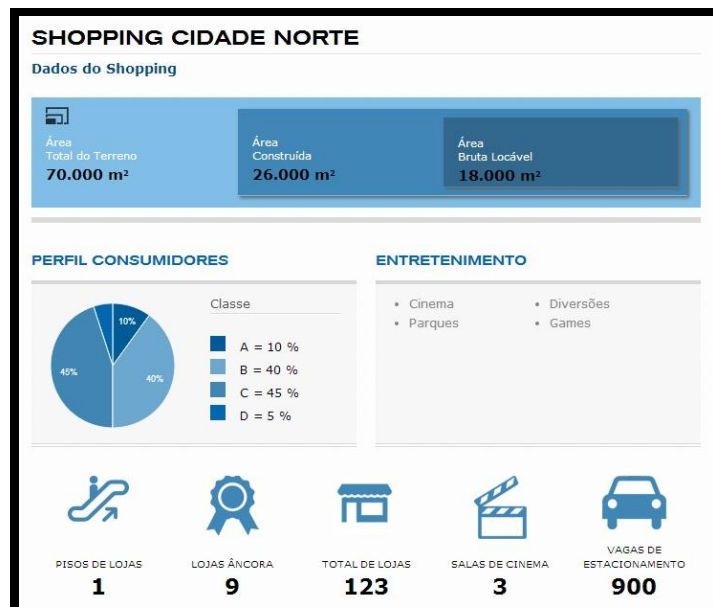 SHOPPING CIDADE NORTE
Dados do Shopping
Área
Total do Terreno
70.000 m²
Área
Construída
26.000 m²
Área
Bruta Locável
18.000 m²
PERFIL CONSUMIDORES
10%
40%
45%
Classe
A = 10 %
B = 40 %
C = 45 %
D = 5 %
ENTRETENIMENTO
• Cinema
• Parques
• Diversões
• Games
PISOS DE LOJAS
1
LOJAS ÂNCORA
9
TOTAL DE LOJAS
123
SALAS DE CINEMA
3
VAGAS DE
ESTACIONAMENTO
900